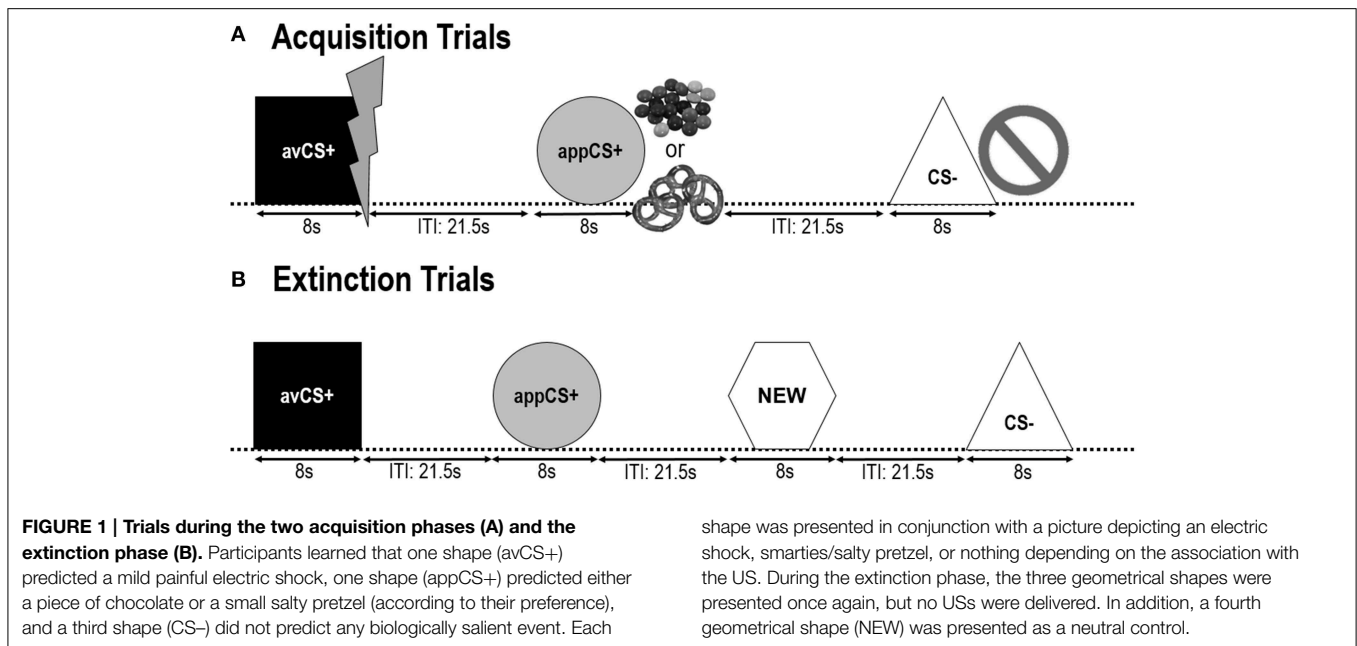 A Acquisition Trials
avCS+
appCS+
or
CS-
8s
ITI: 21.5s
8s
ITI: 21.5s
8s
B Extinction Trials
avCS+
appCS+
NEW
CS-
8s
ITI: 21.5s
8s
ITI: 21.5s
8s
ITI: 21.5s
8s
FIGURE 1 | Trials during the two acquisition phases (A) and the
extinction phase (B). Participants learned that one shape (avCS+)
predicted a mild painful electric shock, one shape (appCS+) predicted either
a piece of chocolate or a small salty pretzel (according to their preference),
and a third shape (CS–) did not predict any biologically salient event. Each
shape was presented in conjunction with a picture depicting an electric
shock, smarties/salty pretzel, or nothing depending on the association with
the US. During the extinction phase, the three geometrical shapes were
presented once again, but no USs were delivered. In addition, a fourth
geometrical shape (NEW) was presented as a neutral control.